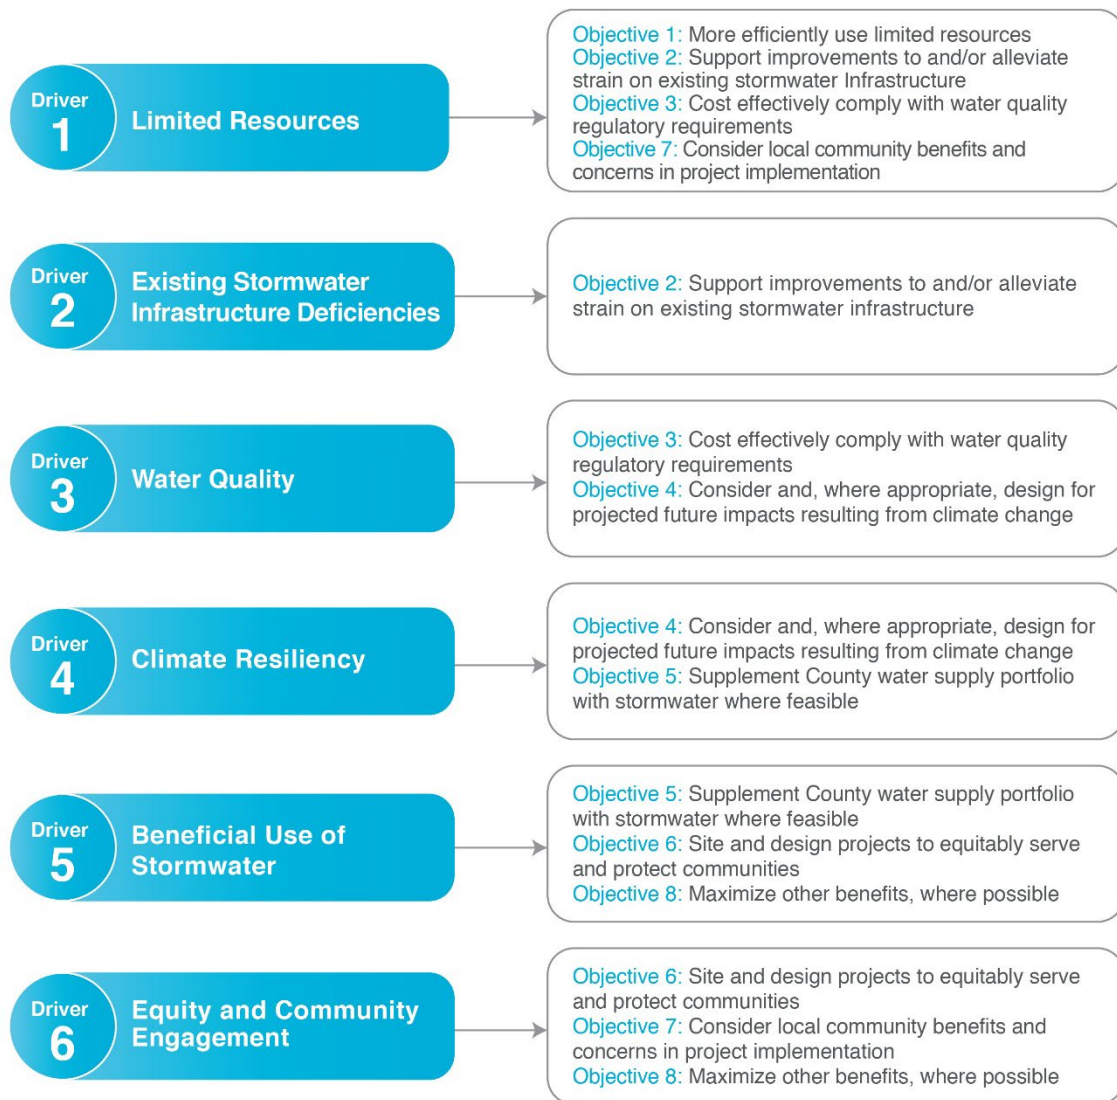 Driver
1
Limited Resources
Objective 1: More efficiently use limited resources
Objective 2: Support improvements to and/or alleviate
strain on existing stormwater Infrastructure
Objective 3: Cost effectively comply with water quality
regulatory requirements
Objective 7: Consider local community benefits and
concerns in project implementation
Driver
2
Existing Stormwater
Infrastructure Deficiencies
Objective 2: Support improvements to and/or alleviate
strain on existing stormwater infrastructure
Driver
3
Water Quality
Objective 3: Cost effectively comply with water quality
regulatory requirements
Objective 4: Consider and, where appropriate, design for
projected future impacts resulting from climate change
Driver
4
Climate Resiliency
Objective 4: Consider and, where appropriate, design for
projected future impacts resulting from climate change
Objective 5: Supplement County water supply portfolio
with stormwater where feasible
Driver
5
Beneficial Use of
Stormwater
Objective 5: Supplement County water supply portfolio
with stormwater where feasible
Objective 6: Site and design projects to equitably serve
and protect communities
Objective 8: Maximize other benefits, where possible
Driver
6
Equity and Community
Engagement
Objective 6: Site and design projects to equitably serve
and protect communities
Objective 7: Consider local community benefits and
concerns in project implementation
Objective 8: Maximize other benefits, where possible